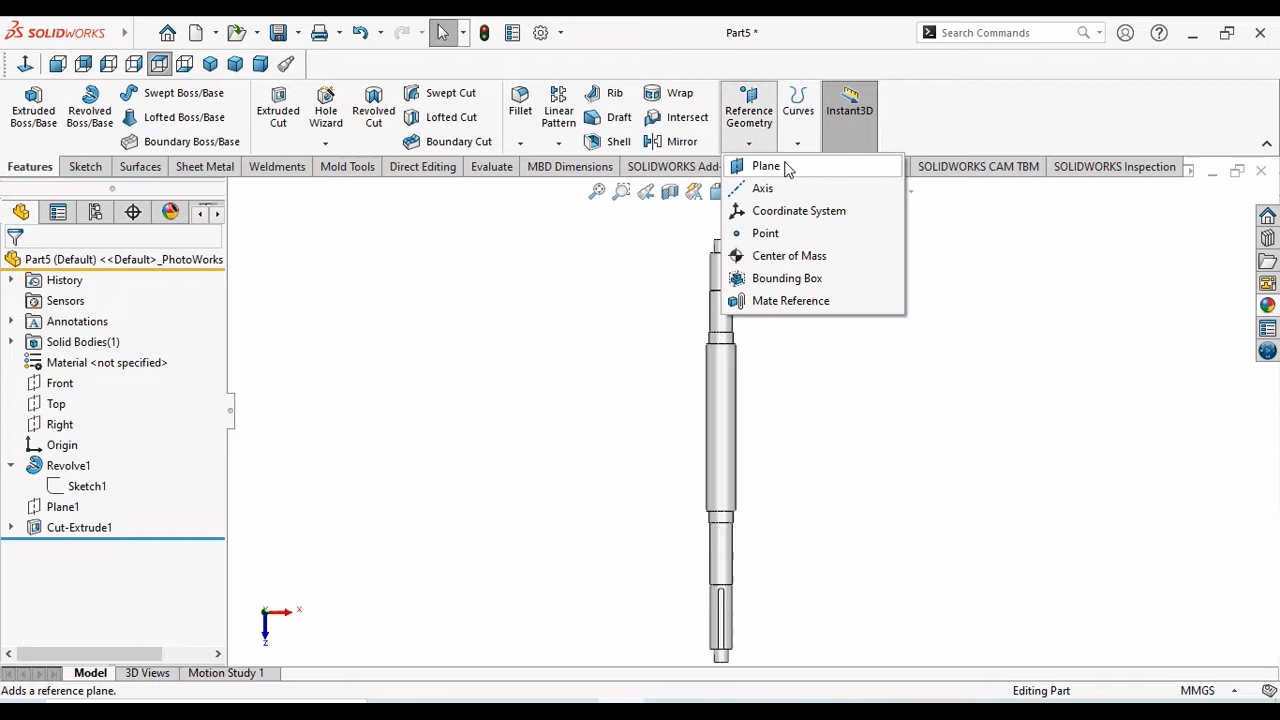 SOLIDWORKS
Part5 *
Search Commands
Extruded Boss/Base
Revolved Boss/Base
Swept Boss/Base
Lofted Boss/Base
Boundary Boss/Base
Extruded Cut
Hole Wizard
Revolved Cut
Swept Cut
Lofted Cut
Boundary Cut
Fillet
Linear Pattern
Rib
Draft
Shell
Wrap
Intersect
Mirror
Reference Geometry
Curves
Instant3D
Features
Sketch
Surfaces
Sheet Metal
Weldments
Mold Tools
Direct Editing
Evaluate
MBD Dimensions
SOLIDWORKS Add-
SOLIDWORKS CAM TBM
SOLIDWORKS Inspection
Plane
Axis
Coordinate System
Point
Center of Mass
Bounding Box
Mate Reference
Part5 (Default) <<Default>_PhotoWorks
History
Sensors
Annotations
Solid Bodies(1)
Material <not specified>
Front
Top
Right
Origin
Revolve1
Sketch1
Plane1
Cut-Extrude1
Y
X
Z
Model
3D Views
Motion Study 1
Adds a reference plane.
Editing Part
MMGS